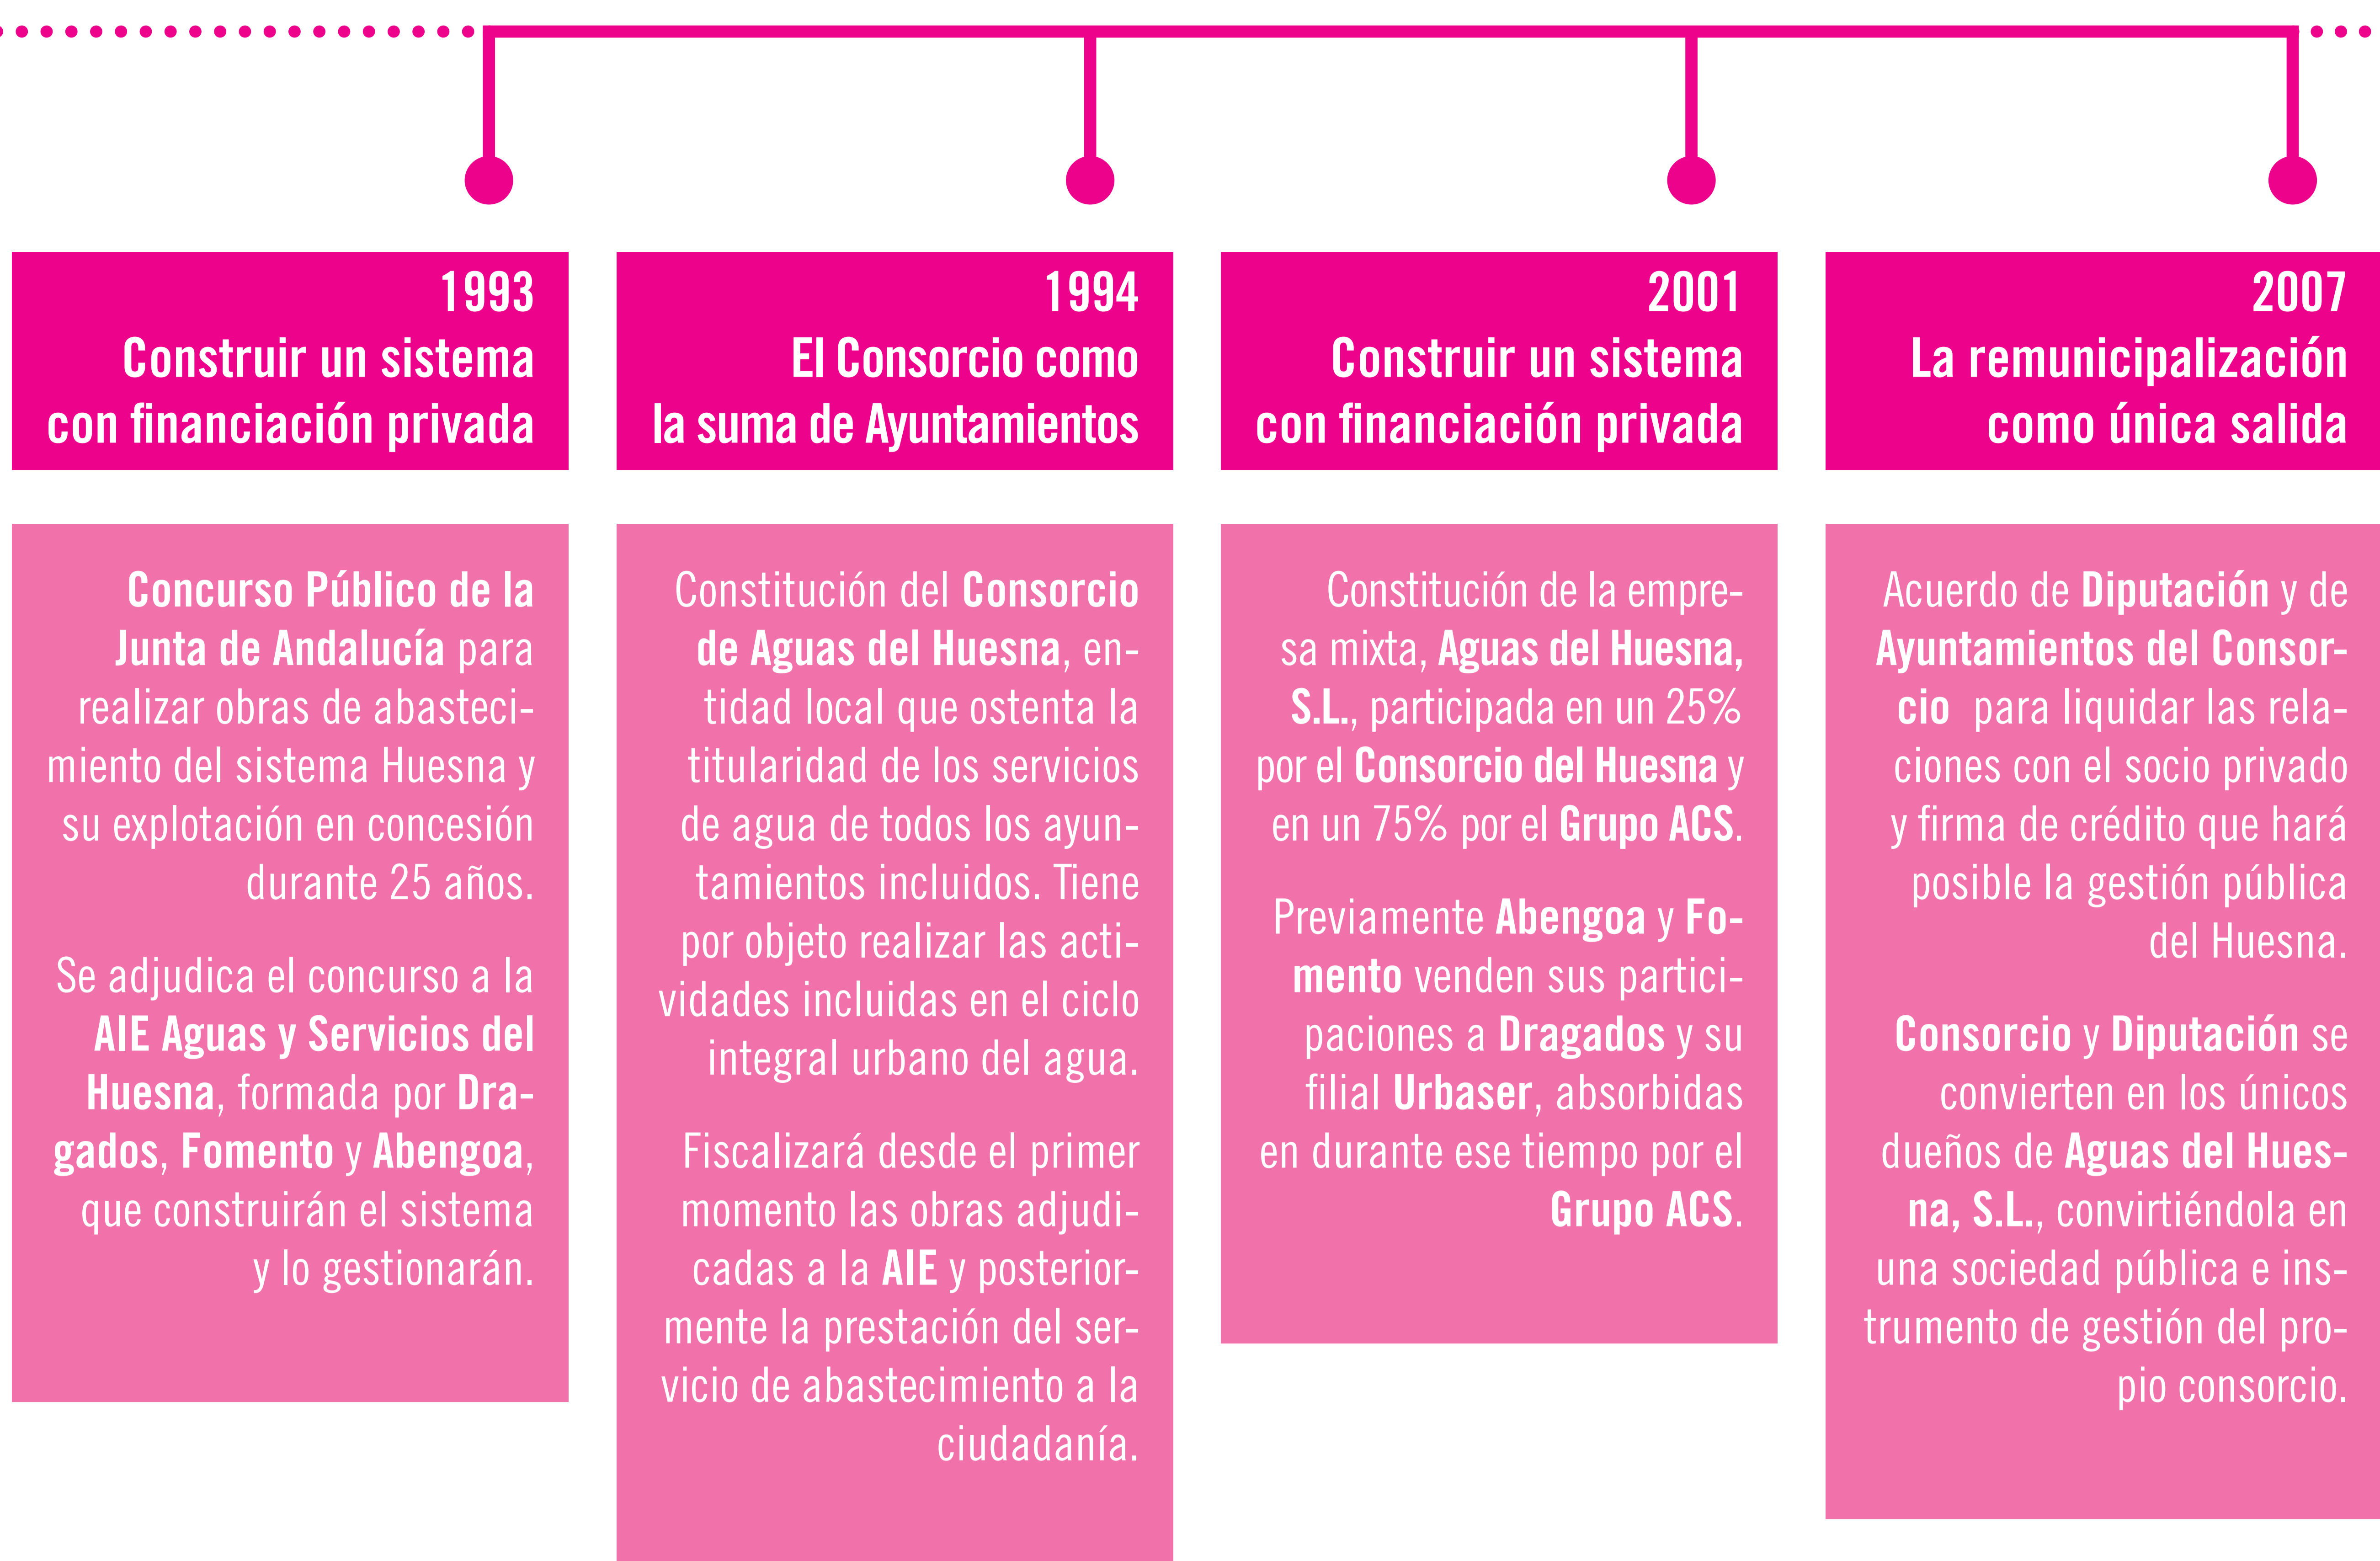 1993
Construir un sistema
con financiación privada
Concurso Público de la
Junta de Andalucía para
realizar obras de abasteci-
miento del sistema Huesna y
su explotación en concesión
durante 25 años.
Se adjudica el concurso a la
AIE Aguas y Servicios del
Huesna, formada por Dra-
gados, Fomento y Abengoa,
que construirán el sistema
y lo gestionarán.
1994
El Consorcio como
la suma de Ayuntamientos
Constitución del Consorcio
de Aguas del Huesna, en-
tidad local que ostenta la
titularidad de los servicios
de agua de todos los ayun-
tamientos incluidos. Tiene
por objeto realizar las acti-
vidades incluidas en el ciclo
integral urbano del agua.
Fiscalizará desde el primer
momento las obras adjudi-
cadas a la AIE y posterior-
mente la prestación del ser-
vicio de abastecimiento a la
ciudadanía.
2001
Construir un sistema
con financiación privada
Constitución de la empre-
sa mixta, Aguas del Huesna,
S.L., participada en un 25%
por el Consorcio del Huesna y
en un 75% por el Grupo ACS.
Previamente Abengoa y Fo-
mento venden sus partici-
paciones a Dragados y su
filial Urbaser, absorbidas
en durante ese tiempo por el
Grupo ACS.
2007
La remunicipalización
como única salida
Acuerdo de Diputación y de
Ayuntamientos del Consor-
cio para liquidar las rela-
ciones con el socio privado
y firma de crédito que hará
posible la gestión pública
del Huesna.
Consorcio y Diputación se
convierten en los únicos
dueños de Aguas del Hues-
na, S.L., convirtiéndola en
una sociedad pública e ins-
trumento de gestión del pro-
pio consorcio.